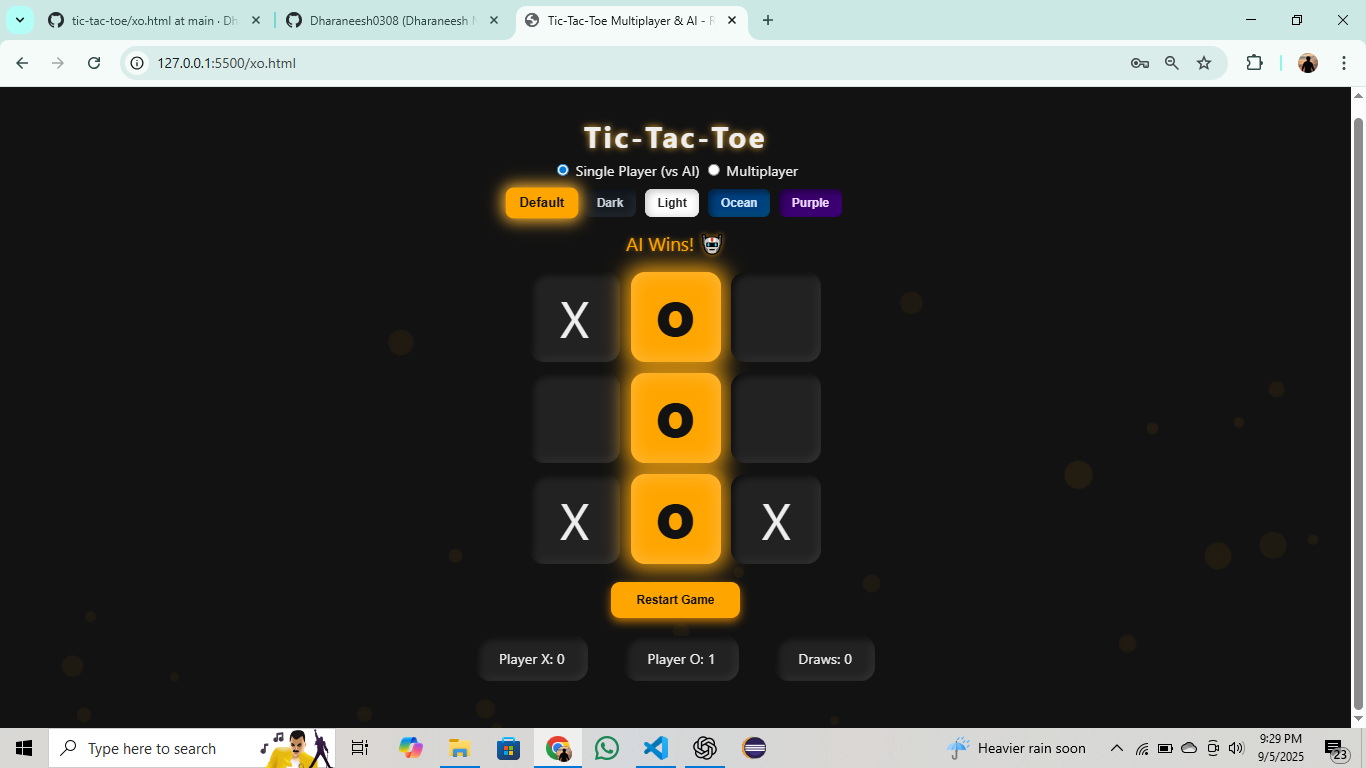 tic-tac-toe/xo.html at main · Dh
Dharaneesh0308 (Dharaneesh
Tic-Tac-Toe Multiplayer & AI - R
127.0.0.1:5500/xo.html
Tic-Tac-Toe
Single Player (vs AI) Multiplayer
Default Dark Light Ocean Purple
AI Wins!
X O
O
X O X
Restart Game
Player X: 0 Player O: 1 Draws: 0
Type here to search
Heavier rain soon
9:29 PM
9/5/2025
23